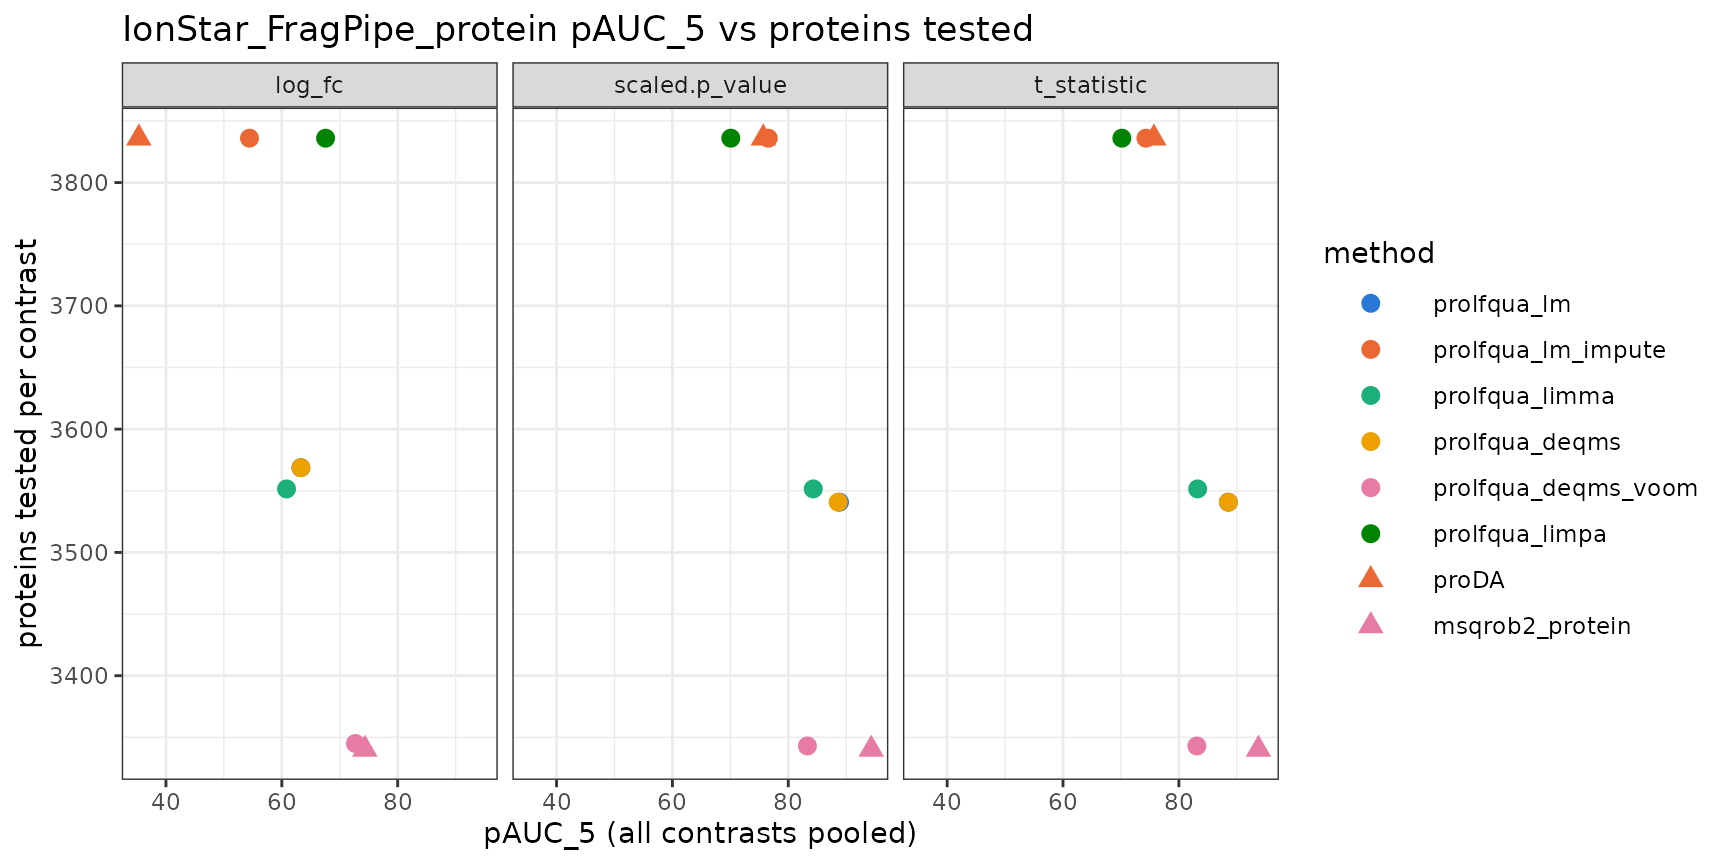 IonStar_FragPipe_protein pAUC_5 vs proteins tested
log_fc
scaled.p_value
t_statistic
proteins tested per contrast
3800
3700
3600
3500
3400
40 60 80
40 60 80
40 60 80
pAUC_5 (all contrasts pooled)
method
prolfqua_lm
prolfqua_lm_impute
prolfqua_limma
prolfqua_deqms
prolfqua_deqms_voom
prolfqua_limpa
proDA
msqrob2_protein